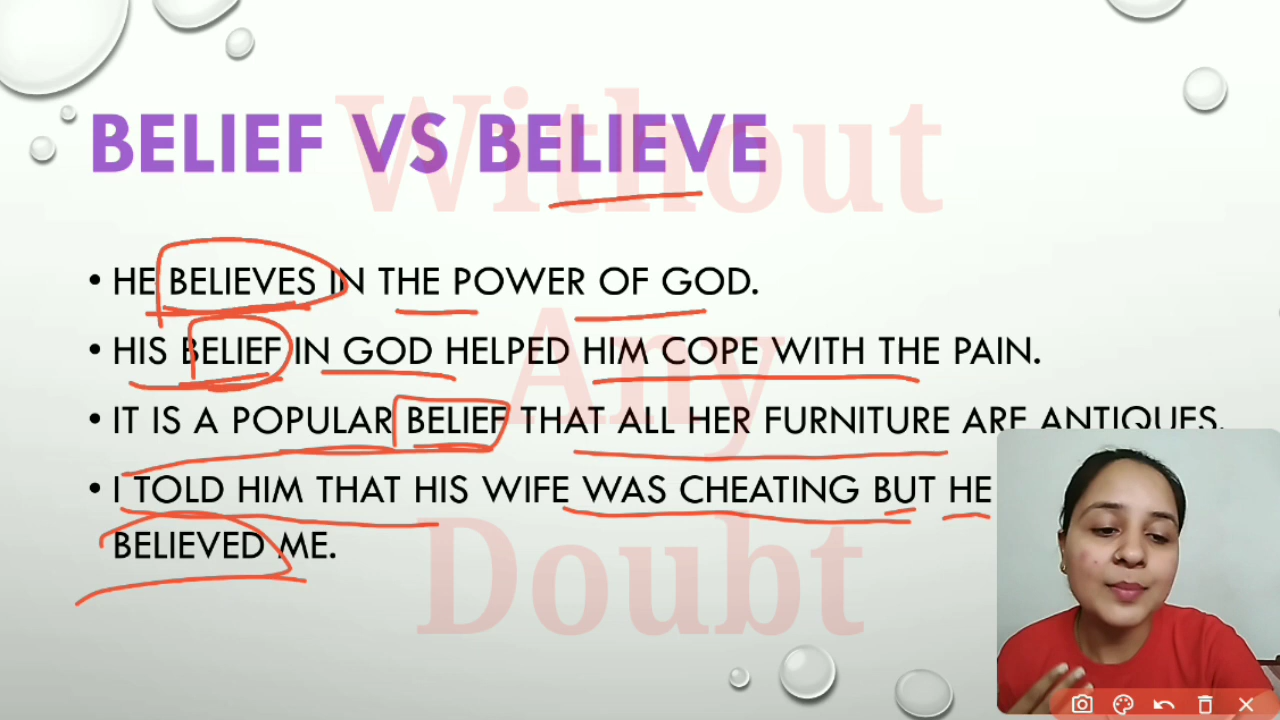 BELIEF VS BELIEVE
• HE BELIEVES IN THE POWER OF GOD.
• HIS BELIEF IN GOD HELPED HIM COPE WITH THE PAIN.
• IT IS A POPULAR BELIEF THAT ALL HER FURNITURE ARE ANTIQUES.
• I TOLD HIM THAT HIS WIFE WAS CHEATING BUT HE
BELIEVED ME.
Without
Any
Doubt